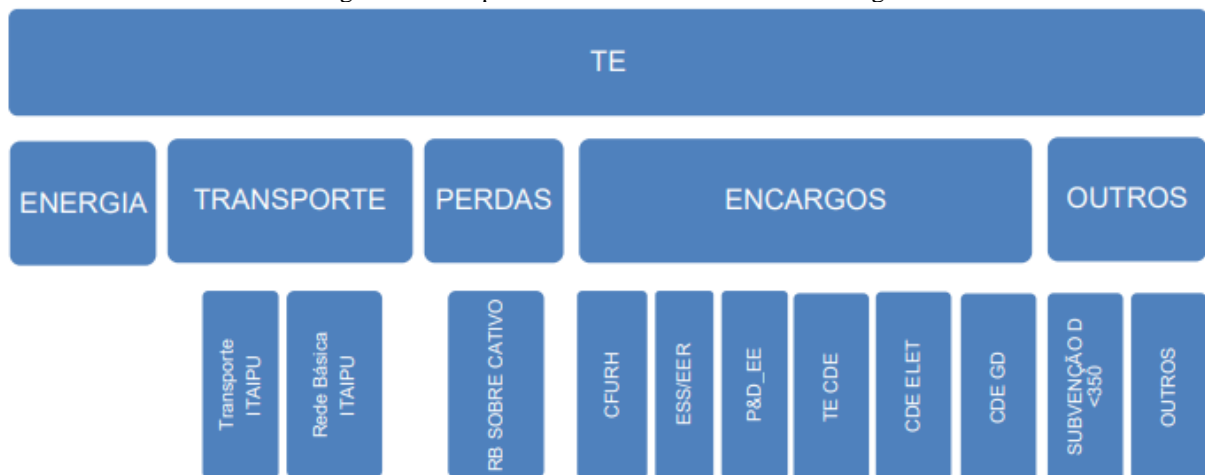 TE
ENERGIA
TRANSPORTE
PERDAS
ENCARGOS
OUTROS
Transporte
ITAIPU
Rede Básica
ITAIPU
RB SOBRE CATIVO
CFURH
ESS/EER
P&D_EE
TE CDE
CDE ELET
CDE GD
SUBVENÇÃO D
<350
OUTROS